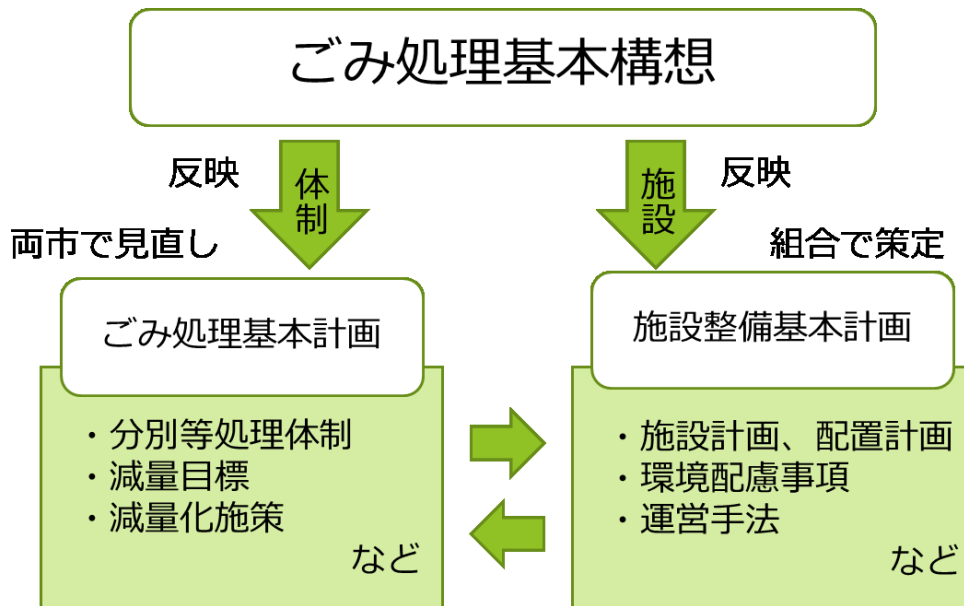 ごみ処理基本構想
反映
体制
両市で見直し
施設
反映
組合で策定
ごみ処理基本計画
・分別等処理体制
・減量目標
・減量化施策
など
施設整備基本計画
・施設計画、配置計画
・環境配慮事項
・運営手法
など